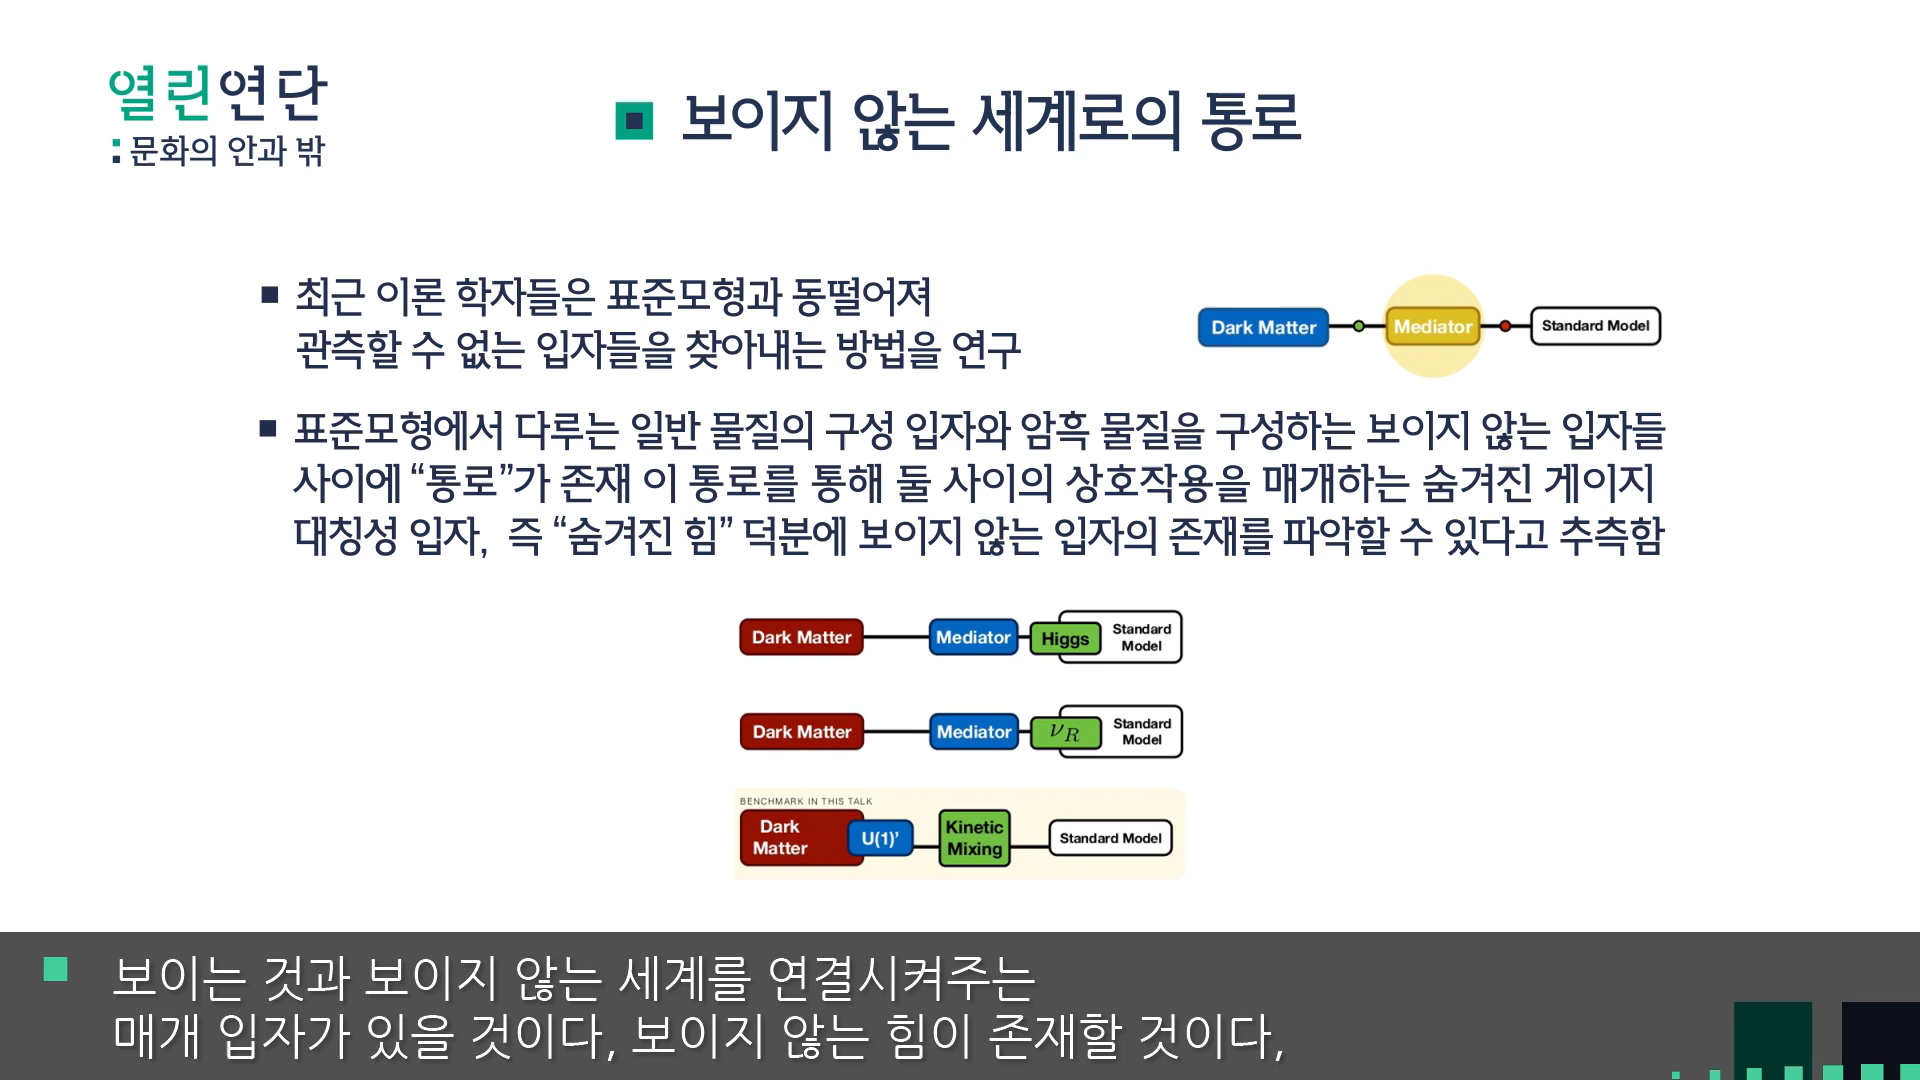 열린연단
문화의 안과 밖
보이지 않는 세계로의 통로
최근 이론 학자들은 표준모형과 동떨어져
관측할 수 없는 입자들을 찾아내는 방법을 연구
Dark Matter
Mediator
Standard Model
표준모형에서 다루는 일반 물질의 구성 입자와 암흑 물질을 구성하는 보이지 않는 입자들
사이에 “통로”가 존재 이 통로를 통해 둘 사이의 상호작용을 매개하는 숨겨진 게이지
대칭성 입자, 즉 “숨겨진 힘” 덕분에 보이지 않는 입자의 존재를 파악할 수 있다고 추측함
Dark Matter
Mediator
Higgs
Standard
Model
Dark Matter
Mediator
νR
Standard
Model
BENCHMARK IN THIS TALK
Dark
Matter
U(1)’
Kinetic
Mixing
Standard Model
보이는 것과 보이지 않는 세계를 연결시켜주는
매개 입자가 있을 것이다, 보이지 않는 힘이 존재할 것이다,